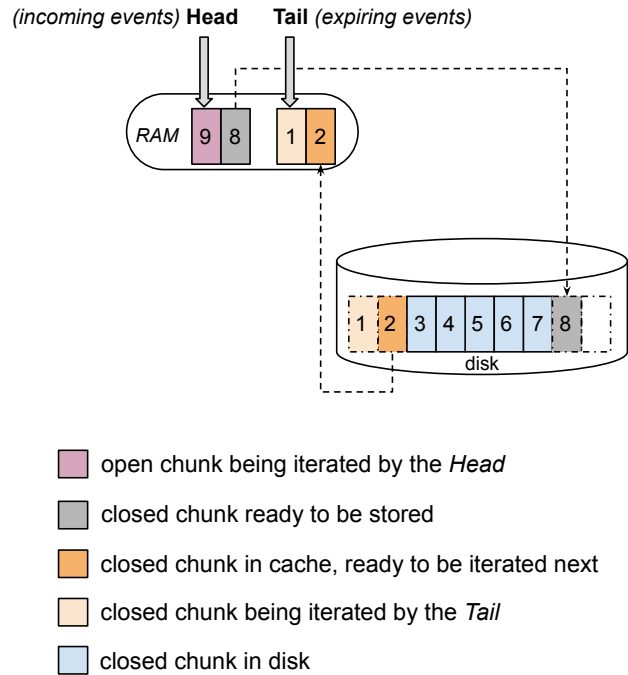 (incoming events) Head Tail (expiring events)
RAM 9 8 1 2
1 2 3 4 5 6 7 8
disk
open chunk being iterated by the Head
closed chunk ready to be stored
closed chunk in cache, ready to be iterated next
closed chunk being iterated by the Tail
closed chunk in disk